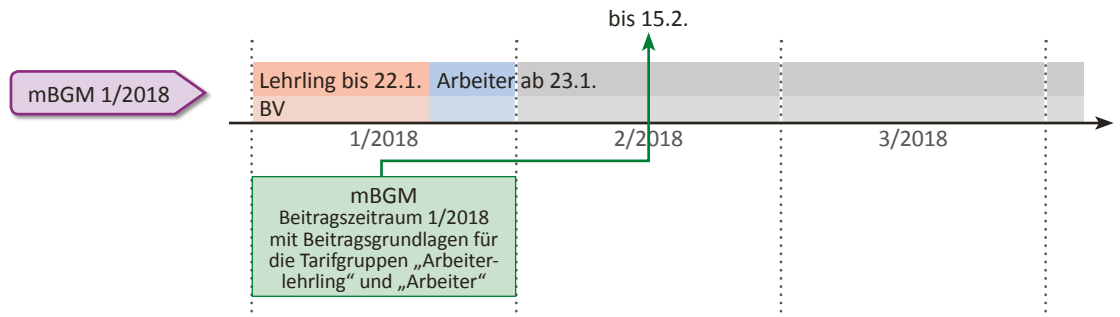 bis 15.2.
Lehrling bis 22.1. Arbeiter ab 23.1.
mBGM 1/2018
BV
1/2018 2/2018 3/2018
mBGM
Beitragszeitraum 1/2018
mit Beitragsgrundlagen für
die Tarifgruppen „Arbeiter-
lehrling“ und „Arbeiter“